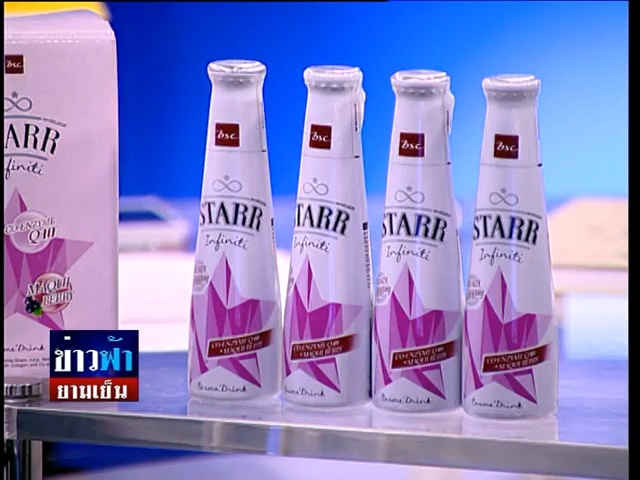 bsc
STARR
Infiniti
CO-ENZYME
Q10
MAQUI
BERRY
Cosme' Drink
bsc
STARR
Infiniti
CO-ENZYME Q10
+MAQUI BERRY
Cosme' Drink
bsc
STARR
Infiniti
CO-ENZYME Q10
+MAQUI BERRY
Cosme' Drink
bsc
STARR
Infiniti
CO-ENZYME Q10
+MAQUI BERRY
Cosme' Drink
bsc
STARR
Infiniti
CO-ENZYME Q10
+MAQUI BERRY
Cosme' Drink
ข่าวฟ้า
ยามเย็น